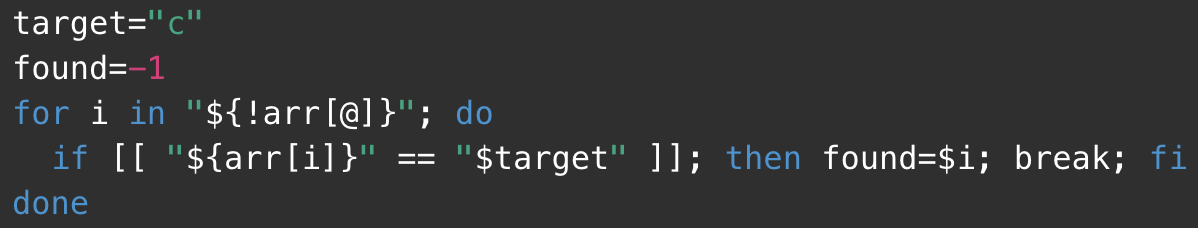 target="c"
found=-1
for i in "${!arr[@]}"; do
  if [[ "${arr[i]}" == "$target" ]]; then found=$i; break; fi
done